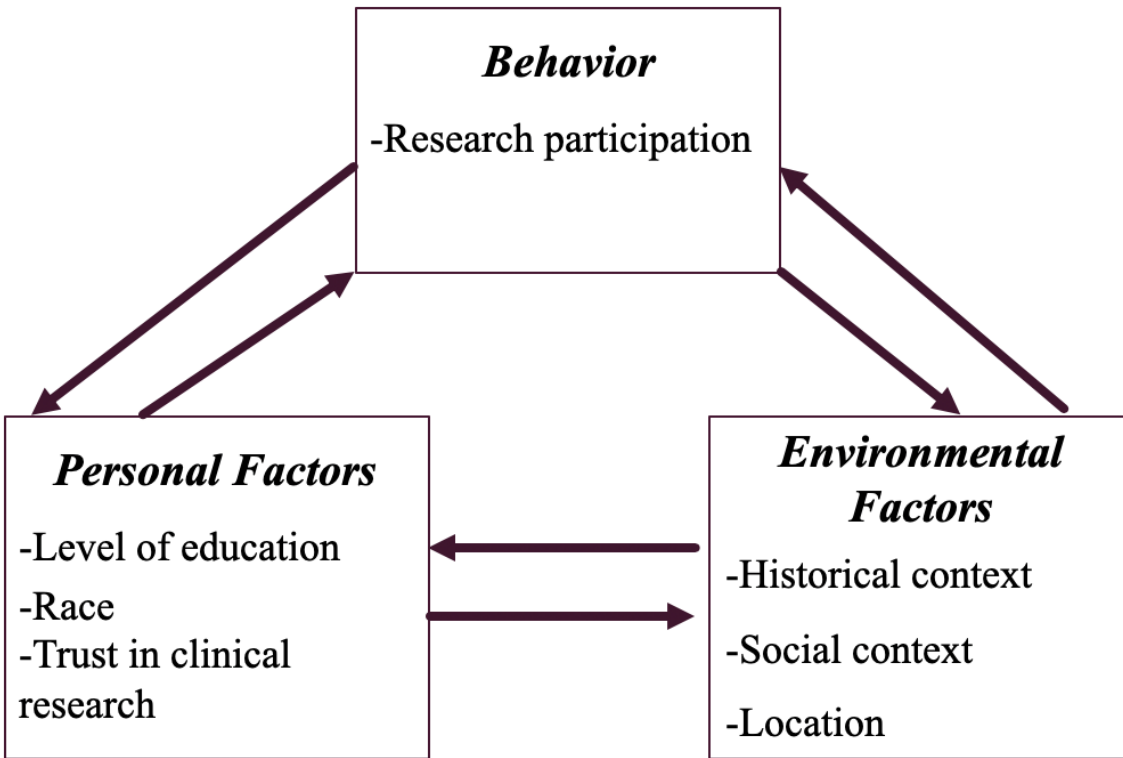 Behavior
-Research participation
Personal Factors
-Level of education
-Race
-Trust in clinical
research
Environmental
Factors
-Historical context
-Social context
-Location